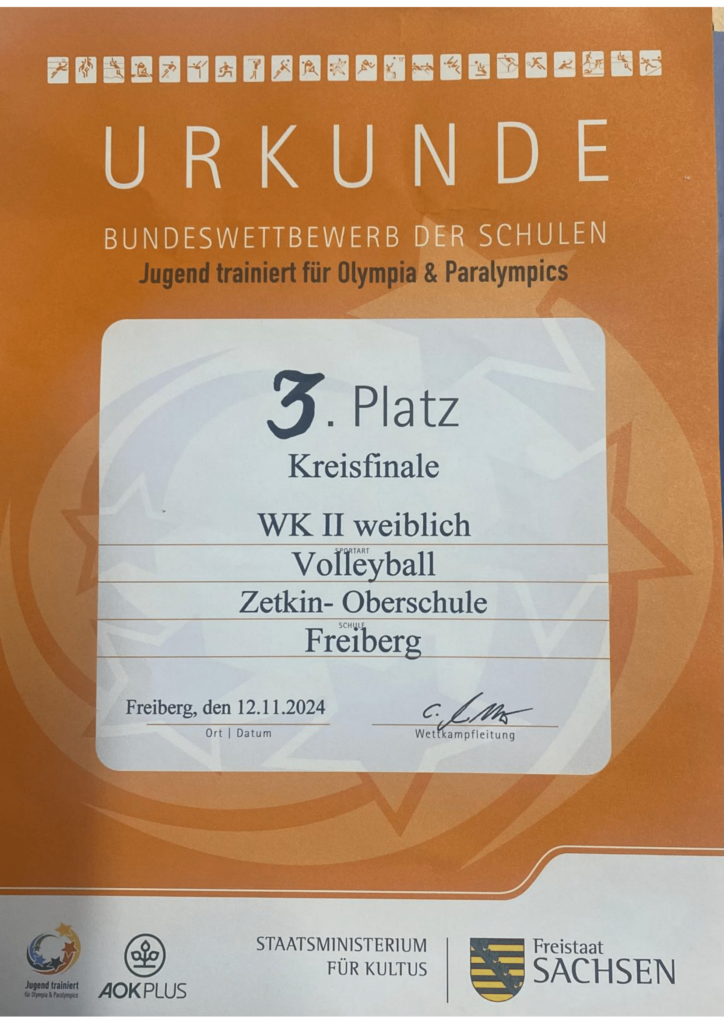 URKUNDE
BUNDESWETTBEWERB DER SCHULEN
Jugend trainiert für Olympia & Paralympics
3. Platz
Kreisfinale
WK II weiblich
SPORTART
Volleyball
Zetkin- Oberschule
SCHULE
Freiberg
Freiberg, den 12.11.2024
Ort | Datum
Wettkampfleitung
Jugend trainiert
für Olympia & Paralympics
AOK PLUS
STAATSMINISTERIUM
FÜR KULTUS
Freistaat
SACHSEN